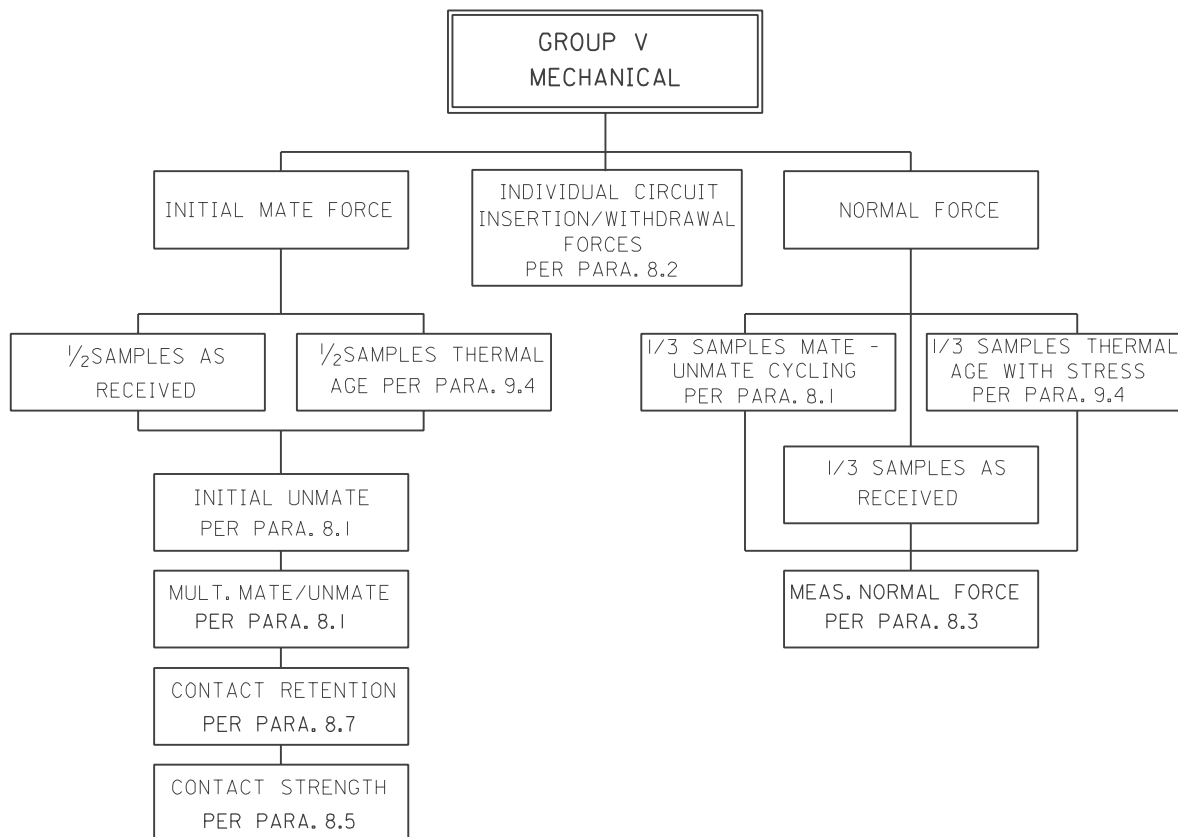 GROUP V
MECHANICAL
INITIAL MATE FORCE
INDIVIDUAL CIRCUIT
INSERTION/WITHDRAWAL
FORCES
PER PARA. 8.2
NORMAL FORCE
1/2 SAMPLES AS
RECEIVED
1/2 SAMPLES THERMAL
AGE PER PARA. 9.4
1/3 SAMPLES MATE -
UNMATE CYCLING
PER PARA. 8.1
1/3 SAMPLES THERMAL
AGE WITH STRESS
PER PARA. 9.4
1/3 SAMPLES AS
RECEIVED
INITIAL UNMATE
PER PARA. 8.1
MULT. MATE/UNMATE
PER PARA. 8.1
MEAS. NORMAL FORCE
PER PARA. 8.3
CONTACT RETENTION
PER PARA. 8.7
CONTACT STRENGTH
PER PARA. 8.5